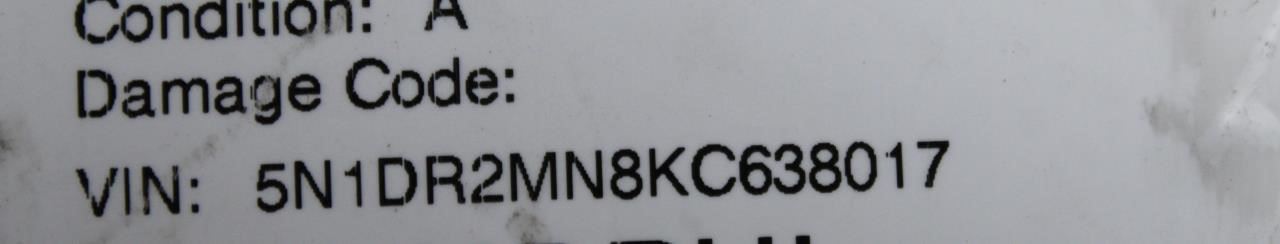 Condition: A
Damage Code:
VIN: 5N1DR2MN8KC638017